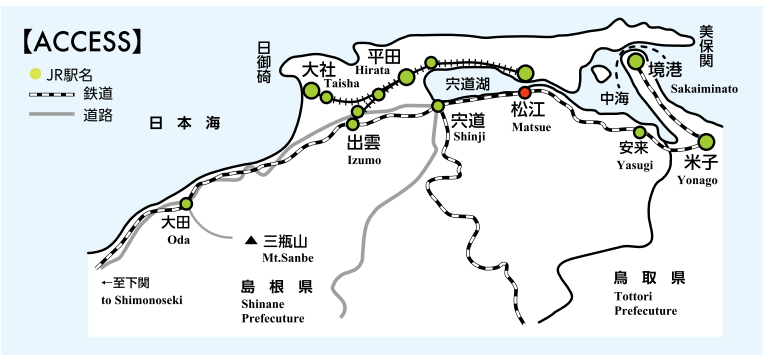 【ACCESS】
JR駅名
鉄道
道路
日本海
日御碕
大社
Taisha
平田
Hirata
宍道湖
美保関
境港
Sakaiminato
中海
松江
Matsue
宍道
Shinji
出雲
Izumo
安来
Yasugi
米子
Yonago
大田
Oda
▲ 三瓶山
Mt.Sanbe
←至下関
to Shimonoseki
島根県
Shinane
Prefecuture
鳥取県
Tottori
Prefecuture